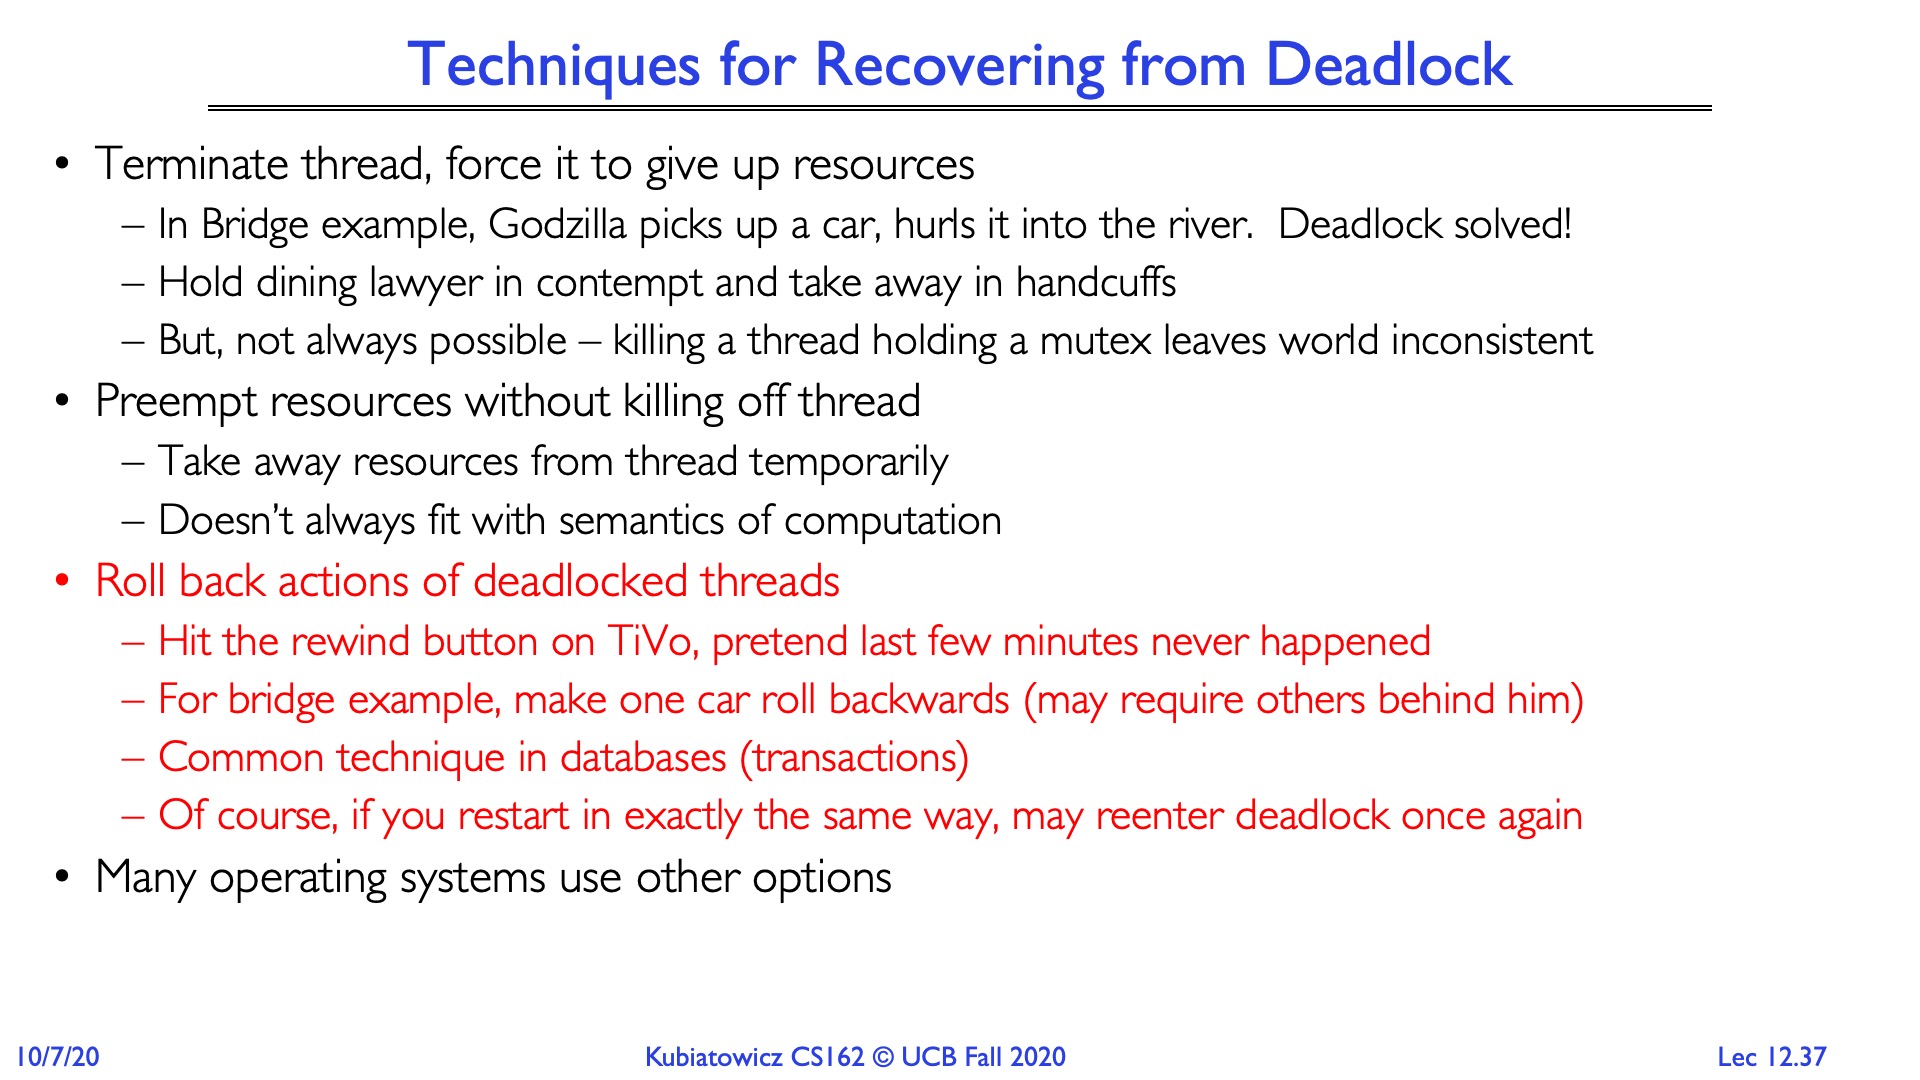 Techniques for Recovering from Deadlock
• Terminate thread, force it to give up resources
– In Bridge example, Godzilla picks up a car, hurls it into the river.  Deadlock solved!
– Hold dining lawyer in contempt and take away in handcuffs
– But, not always possible – killing a thread holding a mutex leaves world inconsistent
• Preempt resources without killing off thread
– Take away resources from thread temporarily
– Doesn’t always fit with semantics of computation
• Roll back actions of deadlocked threads
– Hit the rewind button on TiVo, pretend last few minutes never happened
– For bridge example, make one car roll backwards (may require others behind him)
– Common technique in databases (transactions)
– Of course, if you restart in exactly the same way, may reenter deadlock once again
• Many operating systems use other options
10/7/20
Kubiatowicz CS162 © UCB Fall 2020
Lec 12.37